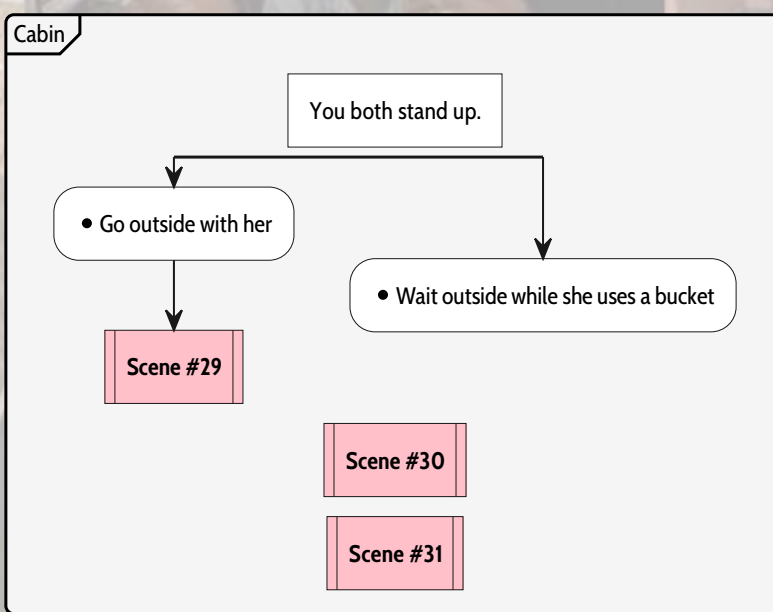 Cabin
You both stand up.
• Go outside with her
• Wait outside while she uses a bucket
Scene #29
Scene #30
Scene #31